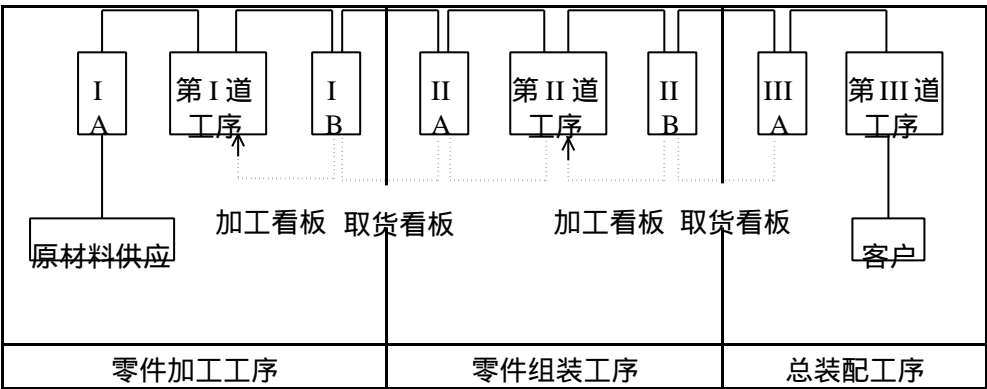 I 第 I 道 I II 第 II 道 II III 第 III 道
A 工序 B A 工序 B A 工序
加工看板 取货看板 加工看板 取货看板
原材料供应 客户
零件加工工序 零件组装工序 总装配工序